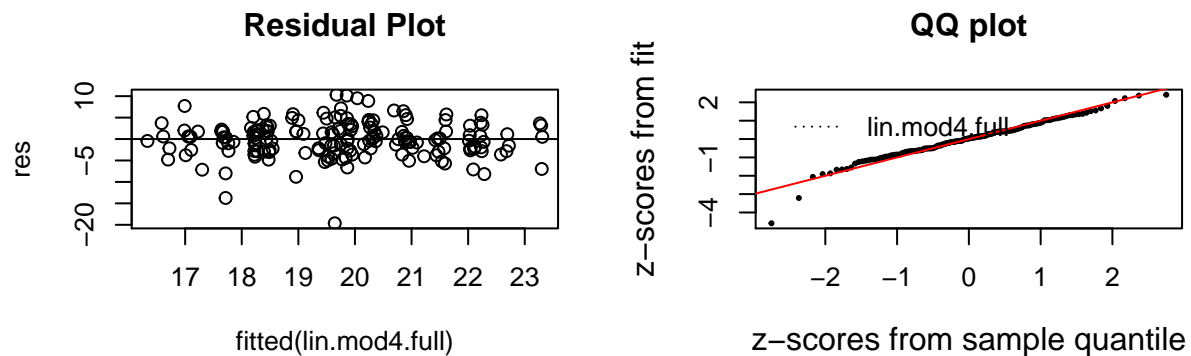 Residual Plot
res
10
−5
−20
17 18 19 20 21 22 23
fitted(lin.mod4.full)
QQ plot
z−scores from fit
2
−1
−4
lin.mod4.full
−2 −1 0 1 2
z−scores from sample quantile